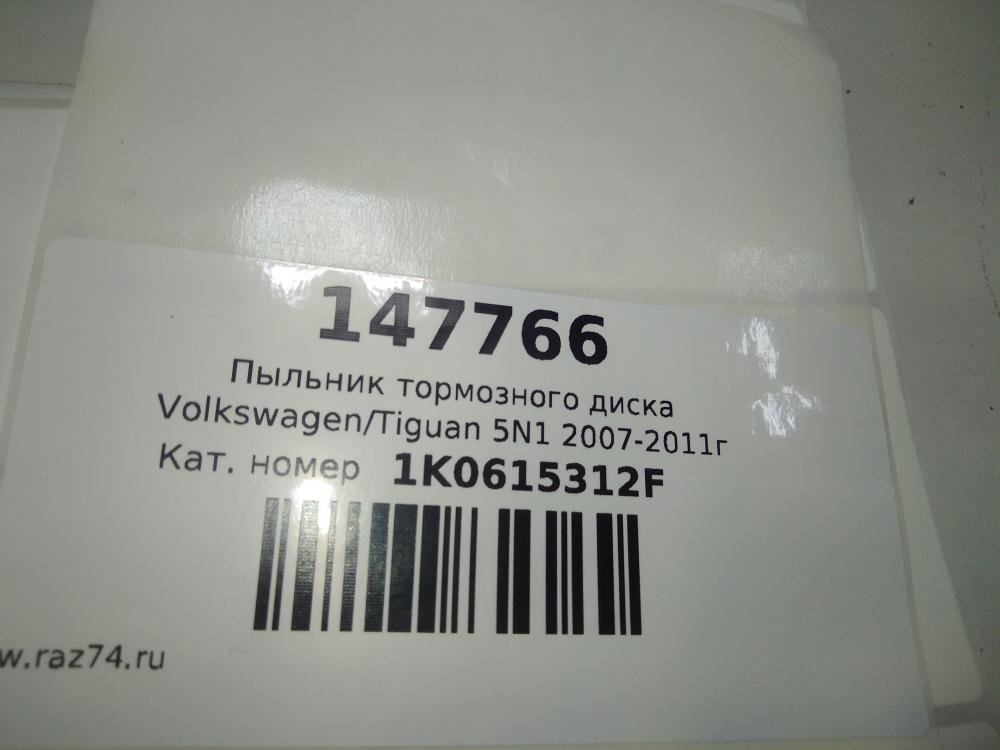 147766
Пыльник тормозного диска
Volkswagen/Tiguan 5N1 2007-2011г
Кат. номер 1K0615312F
w.raz74.ru